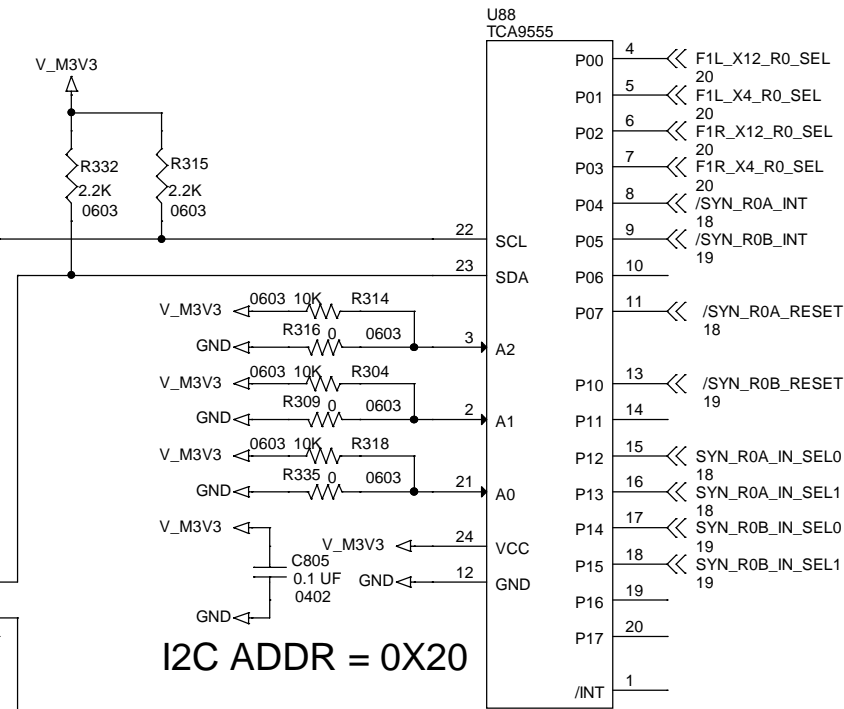 U88
TCA9555
V_M3V3
R332
2.2K
0603
R315
2.2K
0603
22
SCL
23
SDA
V_M3V3
0603
10K
R314
GND
R316
0
0603
3
A2
V_M3V3
0603
10K
R304
GND
R309
0
0603
2
A1
V_M3V3
0603
10K
R318
GND
R335
0
0603
21
A0
V_M3V3
C805
0.1 UF
0402
GND
V_M3V3
24
VCC
GND
12
GND
P00
4
F1L_X12_R0_SEL
20
P01
5
F1L_X4_R0_SEL
20
P02
6
F1R_X12_R0_SEL
20
P03
7
F1R_X4_R0_SEL
20
P04
8
/SYN_R0A_INT
18
P05
9
/SYN_R0B_INT
19
P06
10
P07
11
/SYN_R0A_RESET
18
P10
13
/SYN_R0B_RESET
19
P11
14
P12
15
SYN_R0A_IN_SEL0
18
P13
16
SYN_R0A_IN_SEL1
18
P14
17
SYN_R0B_IN_SEL0
19
P15
18
SYN_R0B_IN_SEL1
19
P16
19
P17
20
/INT
1
I2C ADDR = 0X20